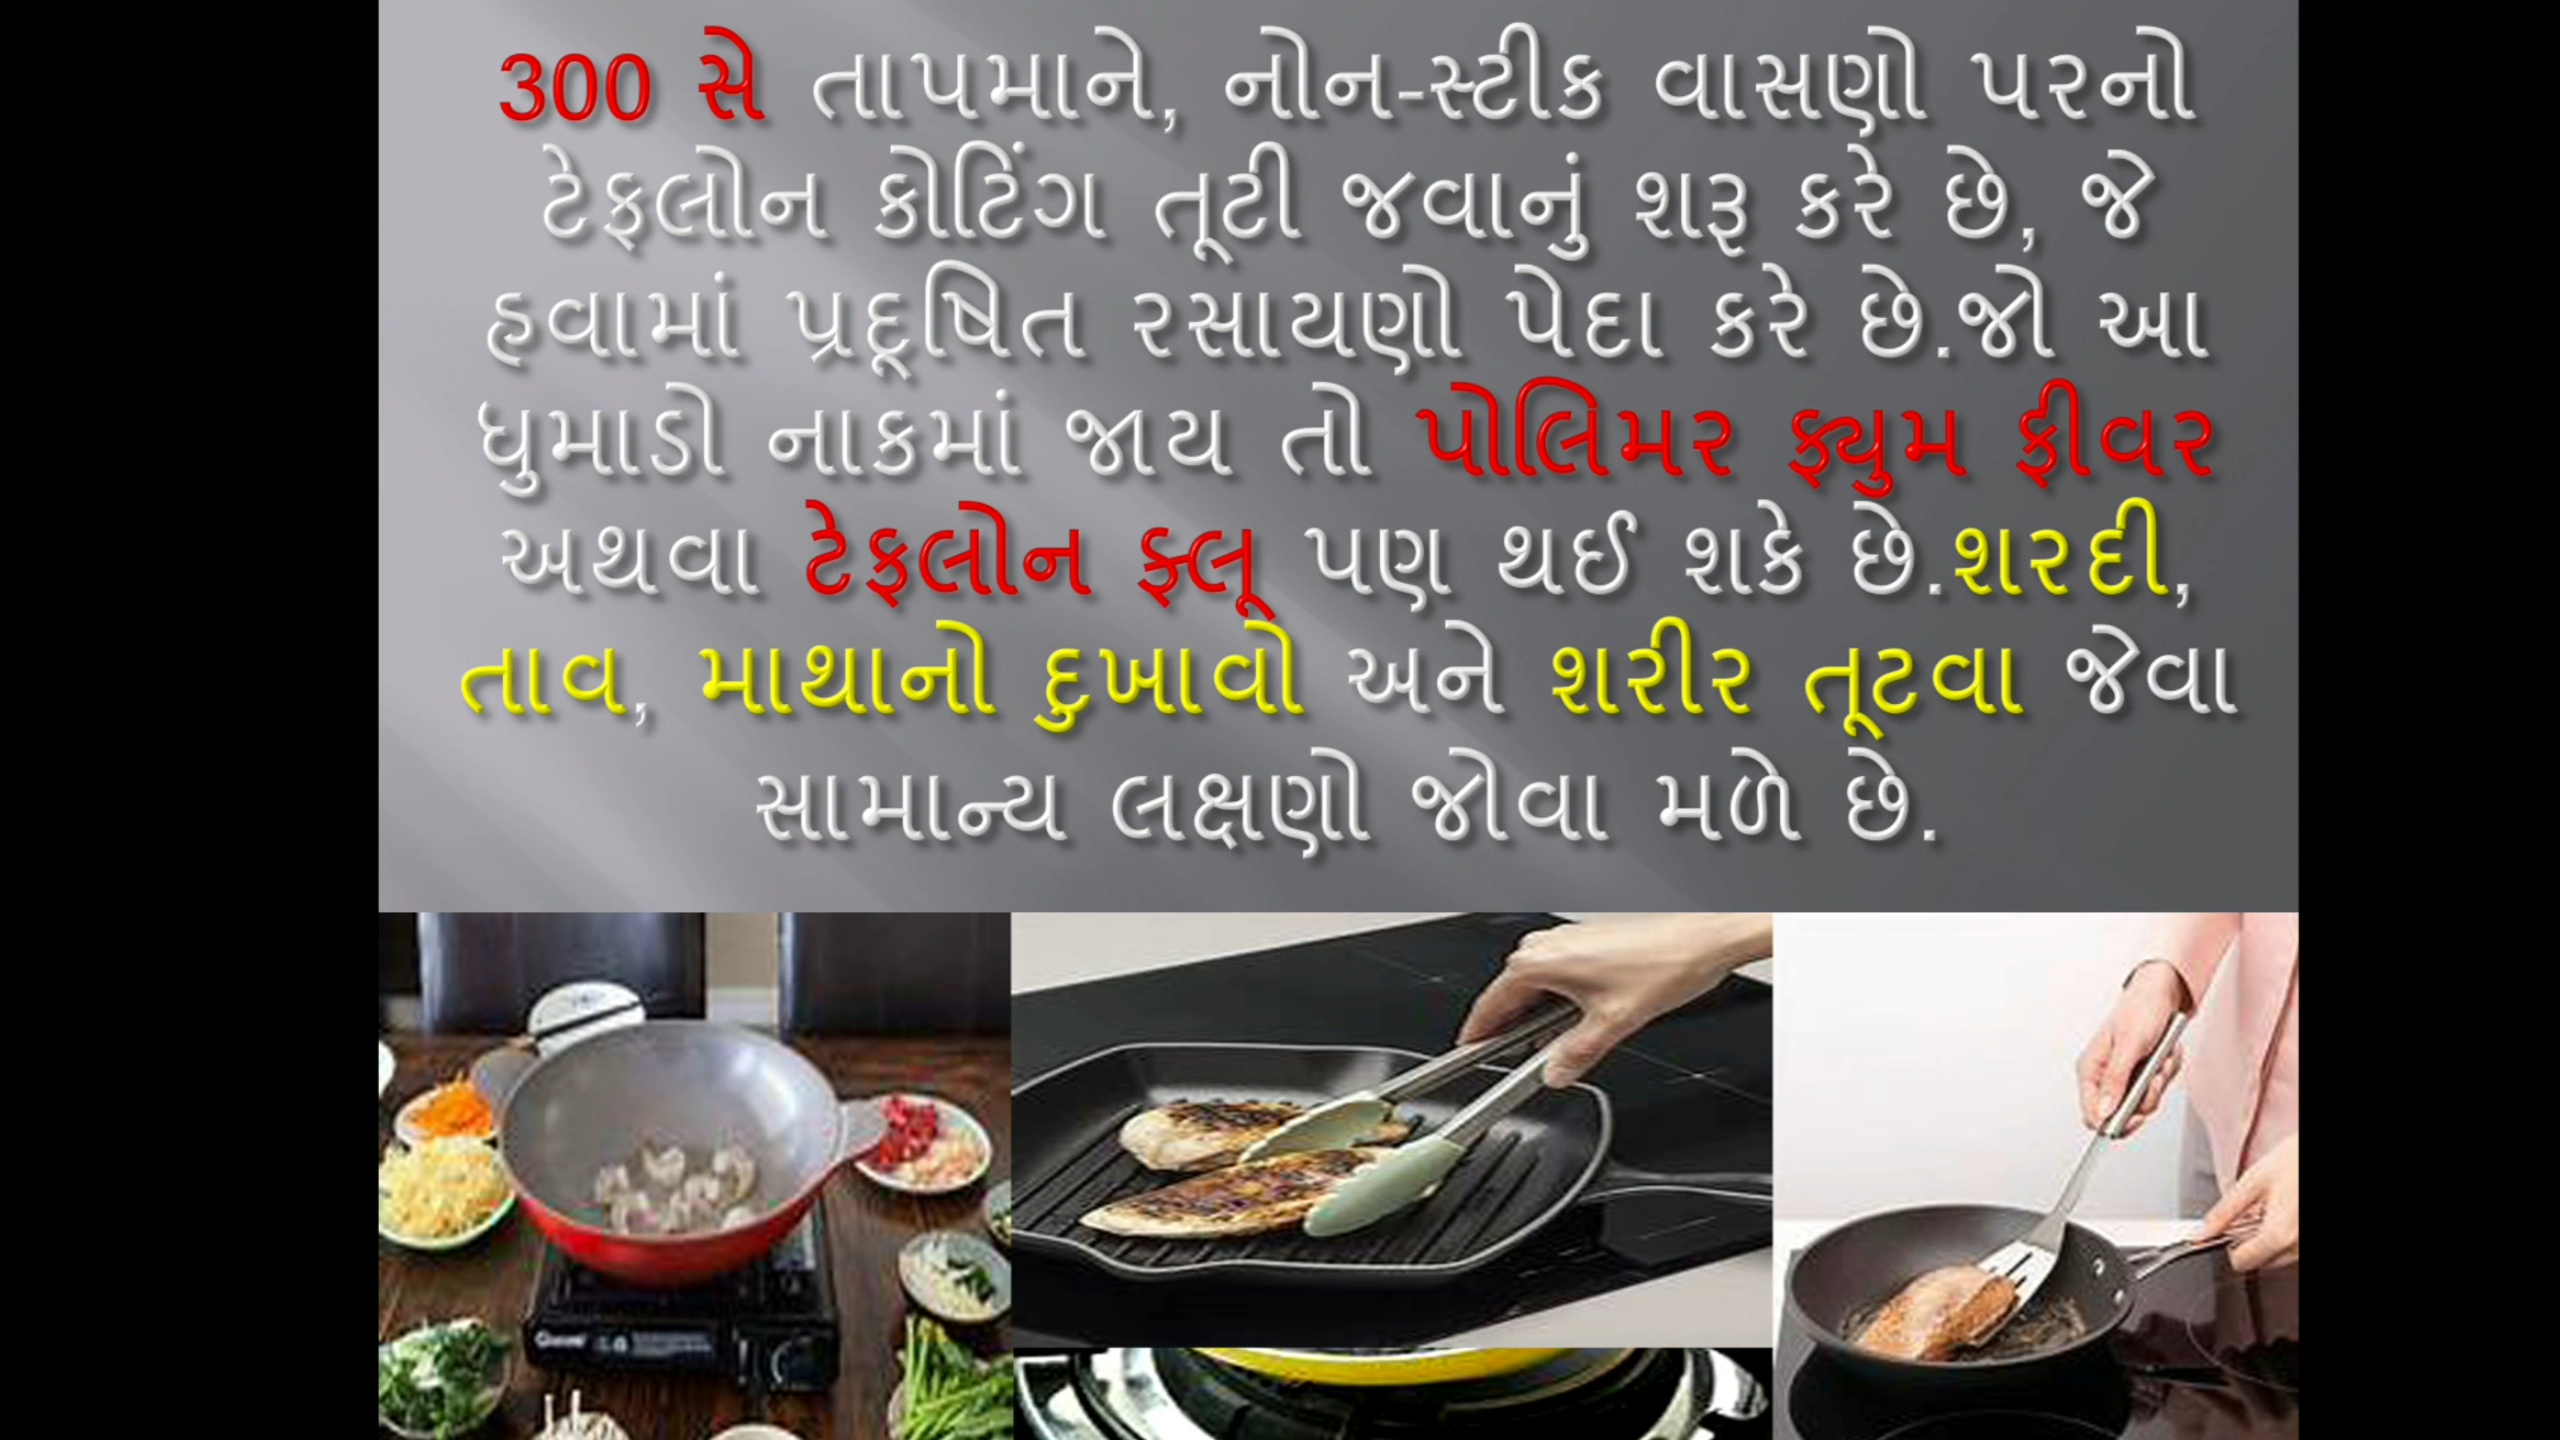 300 સે તાપમાને, નોન-સ્ટીક વાસણો પરનો
ટેફલોન કોટિંગ તૂટી જવાનું શરૂ કરે છે, જે
હવામાં પ્રદૂષિત રસાયણો પેદા કરે છે.જો આ
ધુમાડો નાકમાં જાય તો પોલિમર ફ્યુમ ફીવર
અથવા ટેફલોન ફ્લૂ પણ થઈ શકે છે.શરદી,
તાવ, માથાનો દુખાવો અને શરીર તૂટવા જેવા
સામાન્ય લક્ષણો જોવા મળે છે.